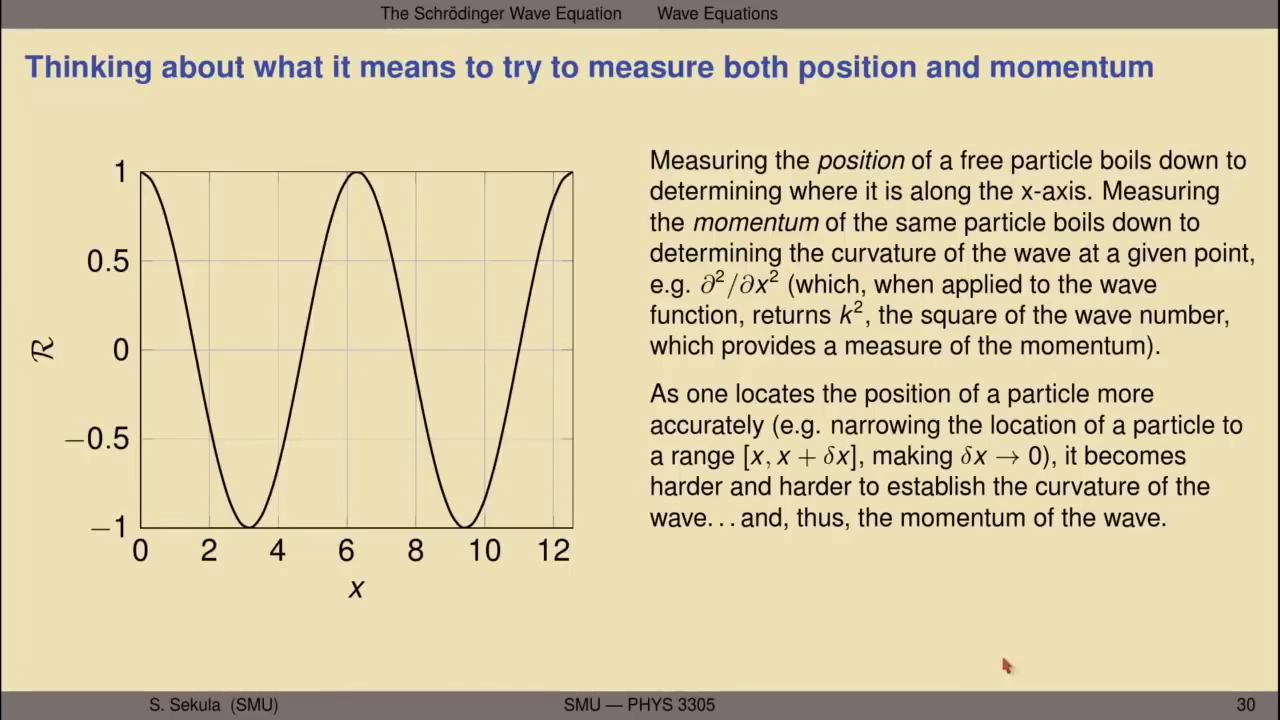 The Schrödinger Wave Equation Wave Equations
Thinking about what it means to try to measure both position and momentum
1
0.5
0
−0.5
−1
ℛ
0 2 4 6 8 10 12
x
Measuring the position of a free particle boils down to
determining where it is along the x-axis. Measuring
the momentum of the same particle boils down to
determining the curvature of the wave at a given point,
e.g. ∂²/∂x² (which, when applied to the wave
function, returns k², the square of the wave number,
which provides a measure of the momentum).
As one locates the position of a particle more
accurately (e.g. narrowing the location of a particle to
a range [x, x + δx], making δx → 0), it becomes
harder and harder to establish the curvature of the
wave...and, thus, the momentum of the wave.
S. Sekula (SMU) SMU — PHYS 3305 30